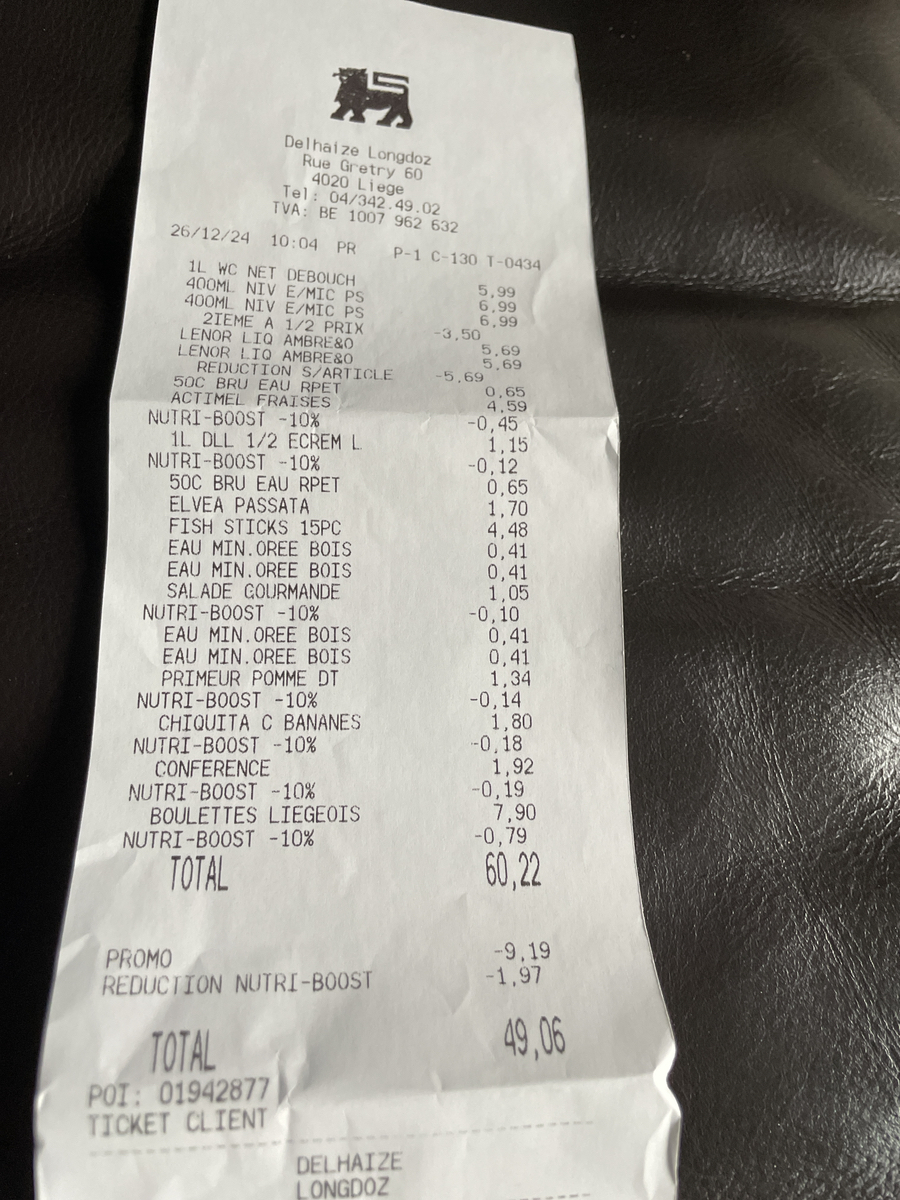 Delhaize Longdoz
Rue Gretry 60
4020 Liege
Tel: 04/342.49.02
TVA: BE 1007 962 632
26/12/24 10:04 PR P-1 C-130 T-0434
1L WC NET DEBOUCH 5,99
400ML NIV E/MIC PS 6,99
400ML NIV E/MIC PS 6,99
2IEME A 1/2 PRIX -3,50
LENOR LIQ AMBRE&O 5,69
LENOR LIQ AMBRE&O 5,69
REDUCTION S/ARTICLE -5,69
50C BRU EAU RPET 0,65
ACTIMEL FRAISES 4,59
NUTRI-BOOST -10% -0,45
1L DLL 1/2 ECREM L 1,15
NUTRI-BOOST -10% -0,12
50C BRU EAU RPET 0,65
ELVEA PASSATA 1,70
FISH STICKS 15PC 4,48
EAU MIN.OREE BOIS 0,41
EAU MIN.OREE BOIS 0,41
SALADE GOURMANDE 1,05
NUTRI-BOOST -10% -0,10
EAU MIN.OREE BOIS 0,41
EAU MIN.OREE BOIS 0,41
PRIMEUR POMME DT 1,34
NUTRI-BOOST -10% -0,14
CHIQUITA C BANANES 1,80
NUTRI-BOOST -10% -0,18
CONFERENCE 1,92
NUTRI-BOOST -10% -0,19
BOULETTES LIEGEOIS 7,90
NUTRI-BOOST -10% -0,79
TOTAL 60,22
PROMO -9,19
REDUCTION NUTRI-BOOST -1,97
TOTAL 49,06
POI: 01942877
TICKET CLIENT
DELHAIZE
LONGDOZ